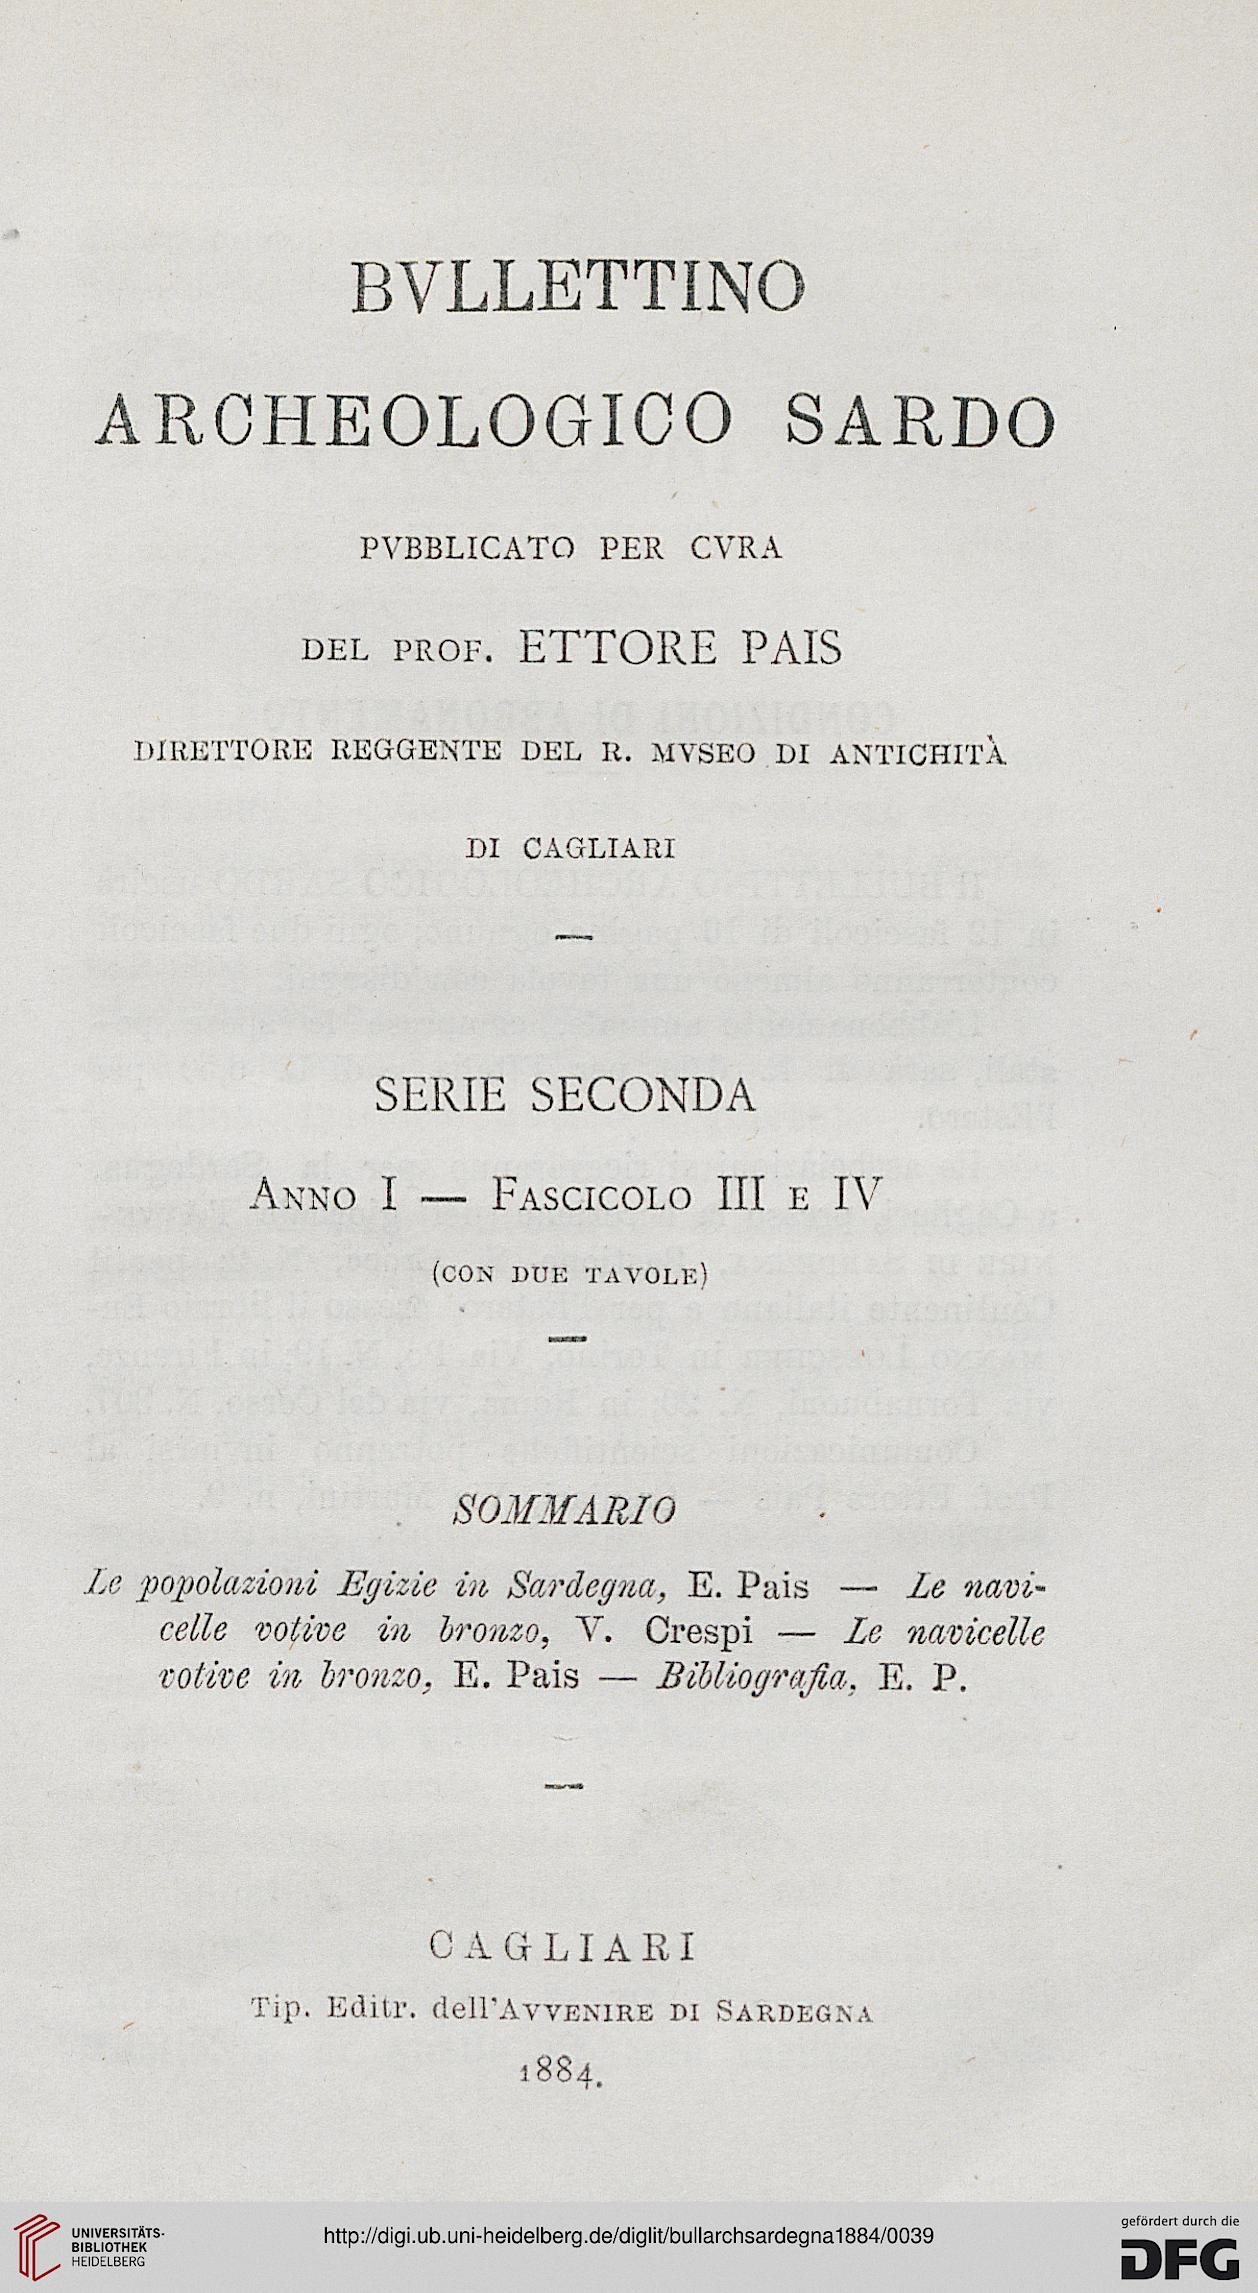 BVLLETTINO
ARCHEOLOGICO SARDO
PVBBLICATO PER CVRA
DEL PROF. ETTORE PAIS
DIRETTORE REGGENTE DEL R. MVSEO DI ANTICHITÀ
DI CAGLIARI
—
SERIE SECONDA
ANNO I — FASCICOLO III E IV
(CON DUE TAVOLE)
—
SOMMARIO
Le popolazioni Egizie in Sardegna, E. Pais — Le navi-
celle votive in bronzo, V. Crespi — Le navicelle
votive in bronzo, E. Pais — Bibliografia, E. P.
—
CAGLIARI
Tip. Editr. dell'AVVENIRE DI SARDEGNA
1884.
UNIVERSITÄTS-
BIBLIOTHEK
HEIDELBERG
http://digi.ub.uni-heidelberg.de/diglit/bullarchsardegna1884/0039
gefördert durch die
DFG